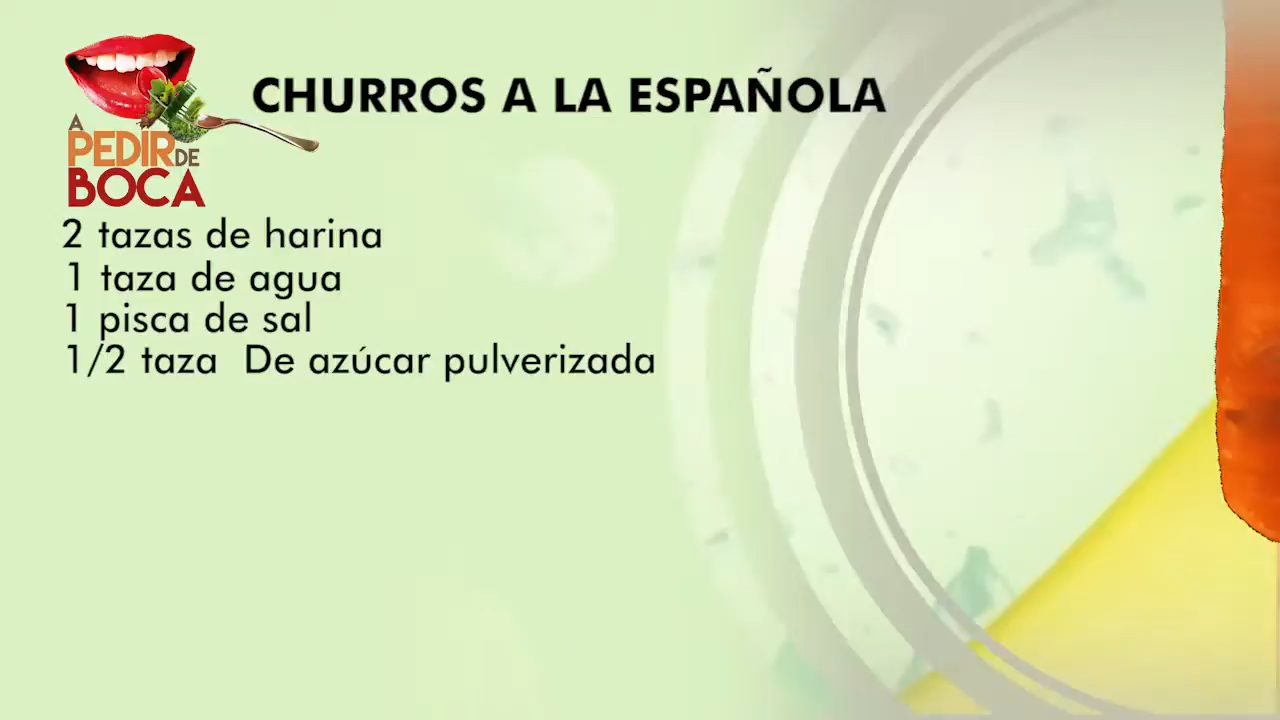 CHURROS A LA ESPAÑOLA
A
PEDIR DE
BOCA
2 tazas de harina
1 taza de agua
1 pisca de sal
1/2 taza  De azúcar pulverizada